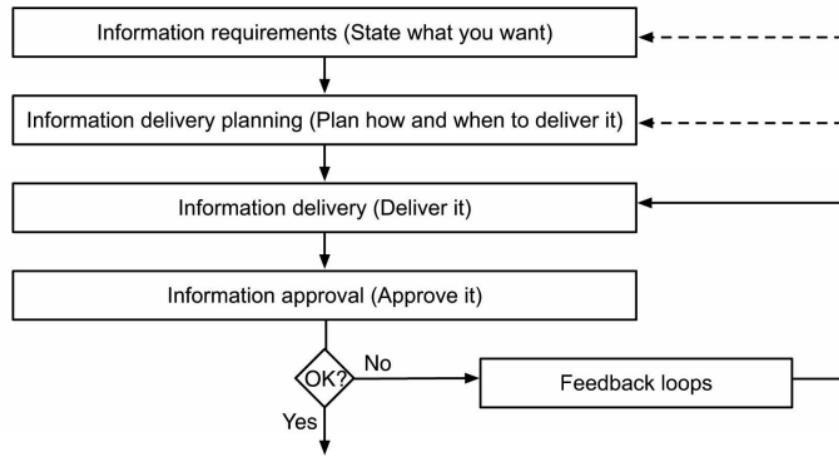 Information requirements (State what you want)
Information delivery planning (Plan how and when to deliver it)
Information delivery (Deliver it)
Information approval (Approve it)
OK?
No
Feedback loops
Yes